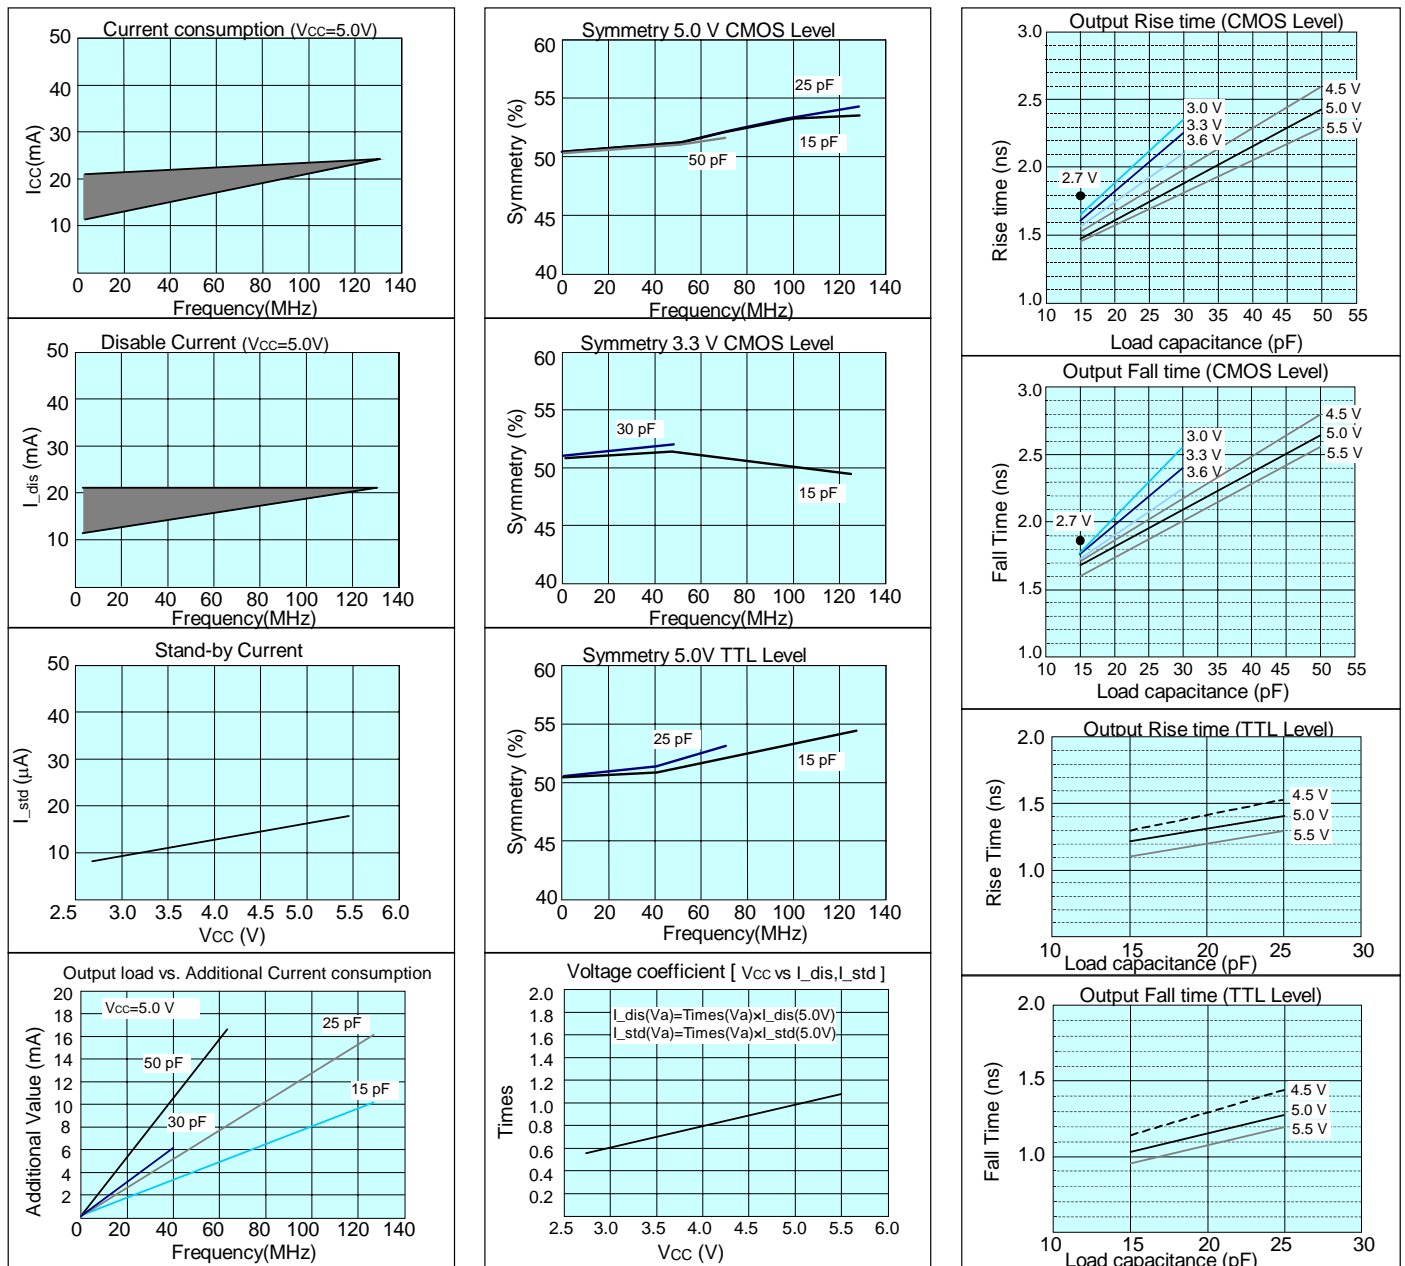 Current consumption (VCC=5.0V)
50
40
30
20
10
ICC(mA)
0 20 40 60 80 100 120 140
Frequency(MHz)
Disable Current (VCC=5.0V)
50
40
30
20
10
I_dis (mA)
0 20 40 60 80 100 120 140
Frequency(MHz)
Stand-by Current
50
40
30
20
10
I_std (μA)
2.5 3.0 3.5 4.0 4.5 5.0 5.5 6.0
VCC (V)
Output load vs. Additional Current consumption
20
18
16
14
12
10
8
6
4
2
Additional Value (mA)
VCC=5.0 V
25 pF
50 pF
15 pF
30 pF
0 20 40 60 80 100 120 140
Frequency(MHz)
Symmetry 5.0 V CMOS Level
60
55
50
45
40
Symmetry (%)
25 pF
15 pF
50 pF
0 20 40 60 80 100 120 140
Frequency(MHz)
Symmetry 3.3 V CMOS Level
60
55
50
45
40
Symmetry (%)
30 pF
15 pF
0 20 40 60 80 100 120 140
Frequency(MHz)
Symmetry 5.0V TTL Level
60
55
50
45
40
Symmetry (%)
25 pF
15 pF
0 20 40 60 80 100 120 140
Frequency(MHz)
Voltage coefficient [ VCC vs I_dis,I_std ]
2.0
1.8
1.6
1.4
1.2
1.0
0.8
0.6
0.4
0.2
Times
I_dis(Va)=Times(Va)×I_dis(5.0V)
I_std(Va)=Times(Va)×I_std(5.0V)
2.5 3.0 3.5 4.0 4.5 5.0 5.5 6.0
VCC (V)
Output Rise time (CMOS Level)
3.0
2.5
2.0
1.5
1.0
Rise time (ns)
4.5 V
3.0 V
5.0 V
3.3 V
5.5 V
3.6 V
2.7 V
10 15 20 25 30 35 40 45 50 55
Load capacitance (pF)
Output Fall time (CMOS Level)
3.0
2.5
2.0
1.5
1.0
Fall Time (ns)
4.5 V
3.0 V
5.0 V
3.3 V
5.5 V
3.6 V
2.7 V
10 15 20 25 30 35 40 45 50 55
Load capacitance (pF)
Output Rise time (TTL Level)
2.0
1.5
1.0
Rise Time (ns)
4.5 V
5.0 V
5.5 V
10 15 20 25 30
Load capacitance (pF)
Output Fall time (TTL Level)
2.0
1.5
1.0
Fall Time (ns)
4.5 V
5.0 V
5.5 V
10 15 20 25 30
Load capacitance (pF)